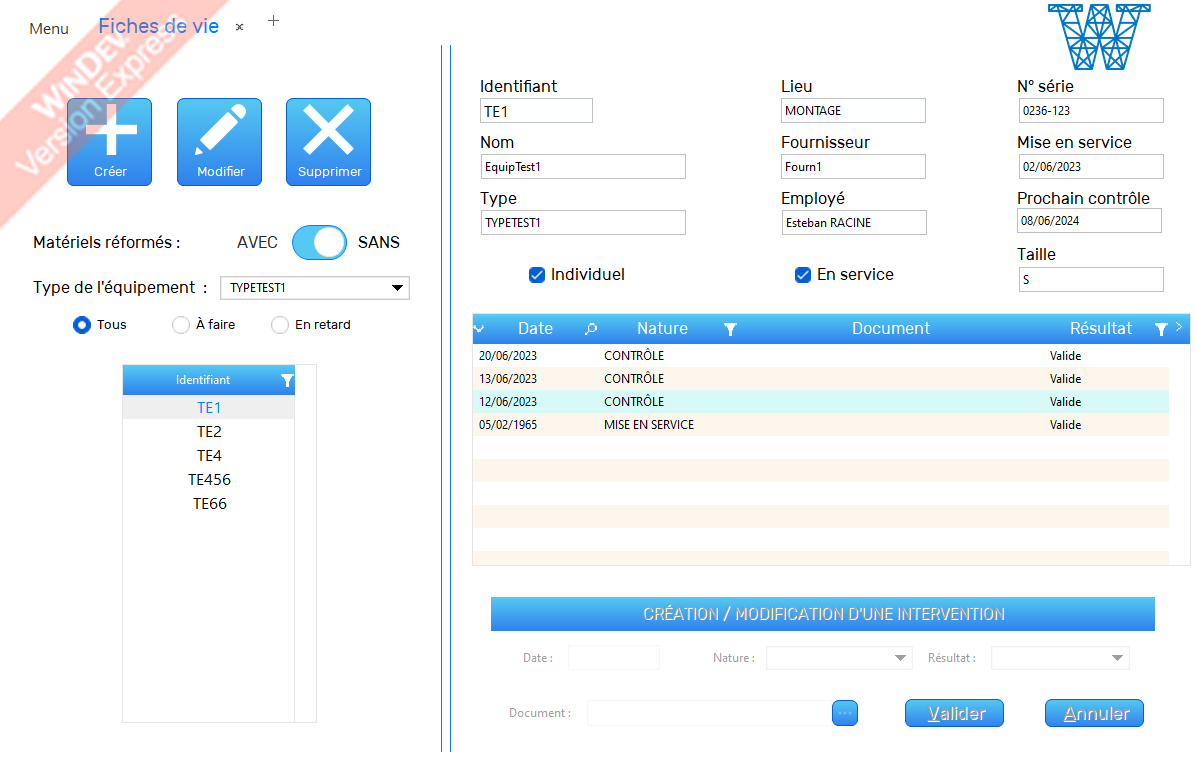 Menu
Fiches de vie
WINDEV
Version Express
Créer
Modifier
Supprimer
Matériels réformés :
AVEC
SANS
Type de l'équipement :
TYPETEST1
Tous
À faire
En retard
Identifiant
TE1
TE2
TE4
TE456
TE66
W
Identifiant
TE1
Lieu
MONTAGE
N° série
0236-123
Nom
EquipTest1
Fournisseur
Fourn1
Mise en service
02/06/2023
Type
TYPETEST1
Employé
Esteban RACINE
Prochain contrôle
08/06/2024
Individuel
En service
Taille
S
Date Nature Document Résultat
20/06/2023 CONTRÔLE Valide
13/06/2023 CONTRÔLE Valide
12/06/2023 CONTRÔLE Valide
05/02/1965 MISE EN SERVICE Valide
CRÉATION / MODIFICATION D'UNE INTERVENTION
Date :
Nature :
Résultat :
Document :
...
Valider
Annuler